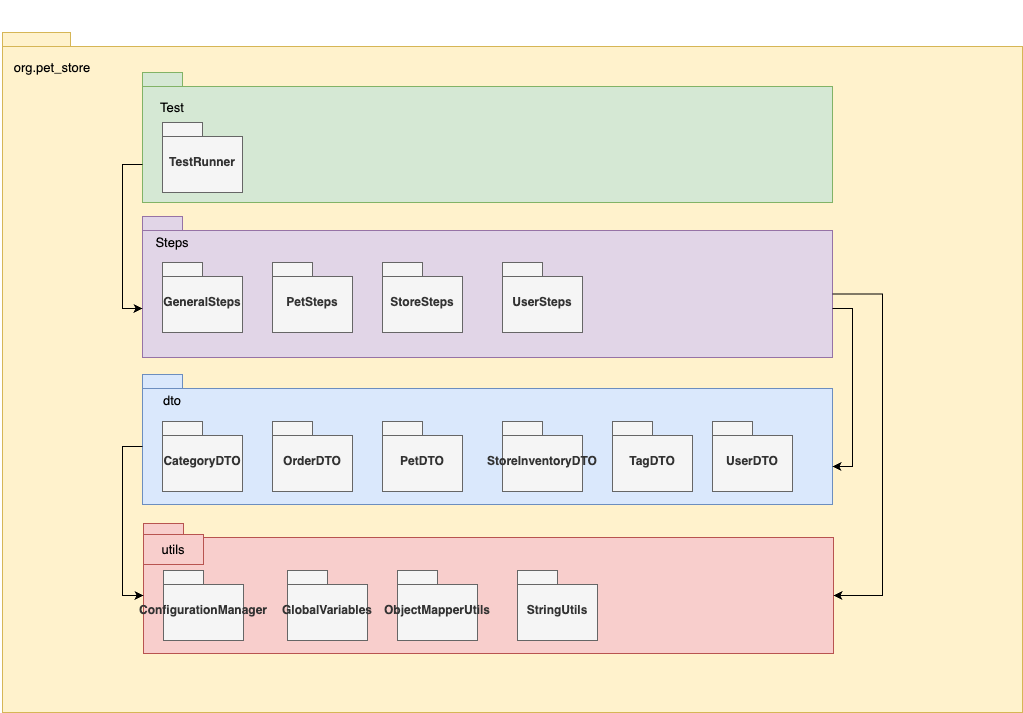 org.pet_store
Test
TestRunner
Steps
GeneralSteps
PetSteps
StoreSteps
UserSteps
dto
CategoryDTO
OrderDTO
PetDTO
StoreInventoryDTO
TagDTO
UserDTO
utils
ConfigurationManager
GlobalVariables
ObjectMapperUtils
StringUtils